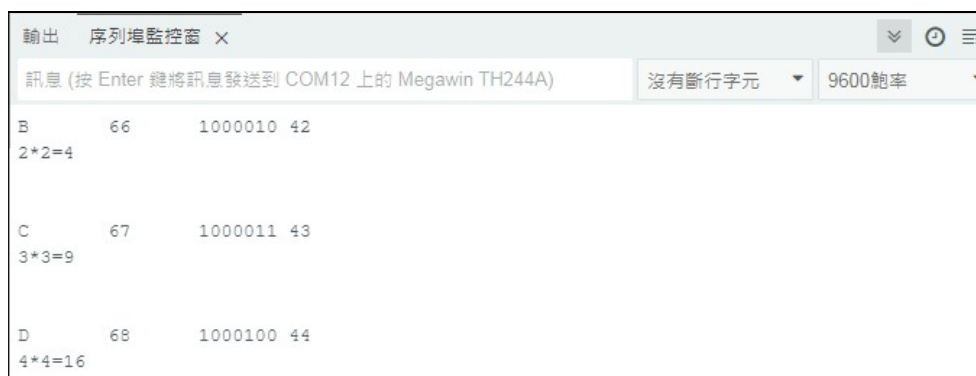 輸出 序列埠監控窗 ×
訊息 (按 Enter 鍵將訊息發送到 COM12 上的 Megawin TH244A) 沒有斷行字元 9600鮑率
B 66 1000010 42
2*2=4
C 67 1000011 43
3*3=9
D 68 1000100 44
4*4=16